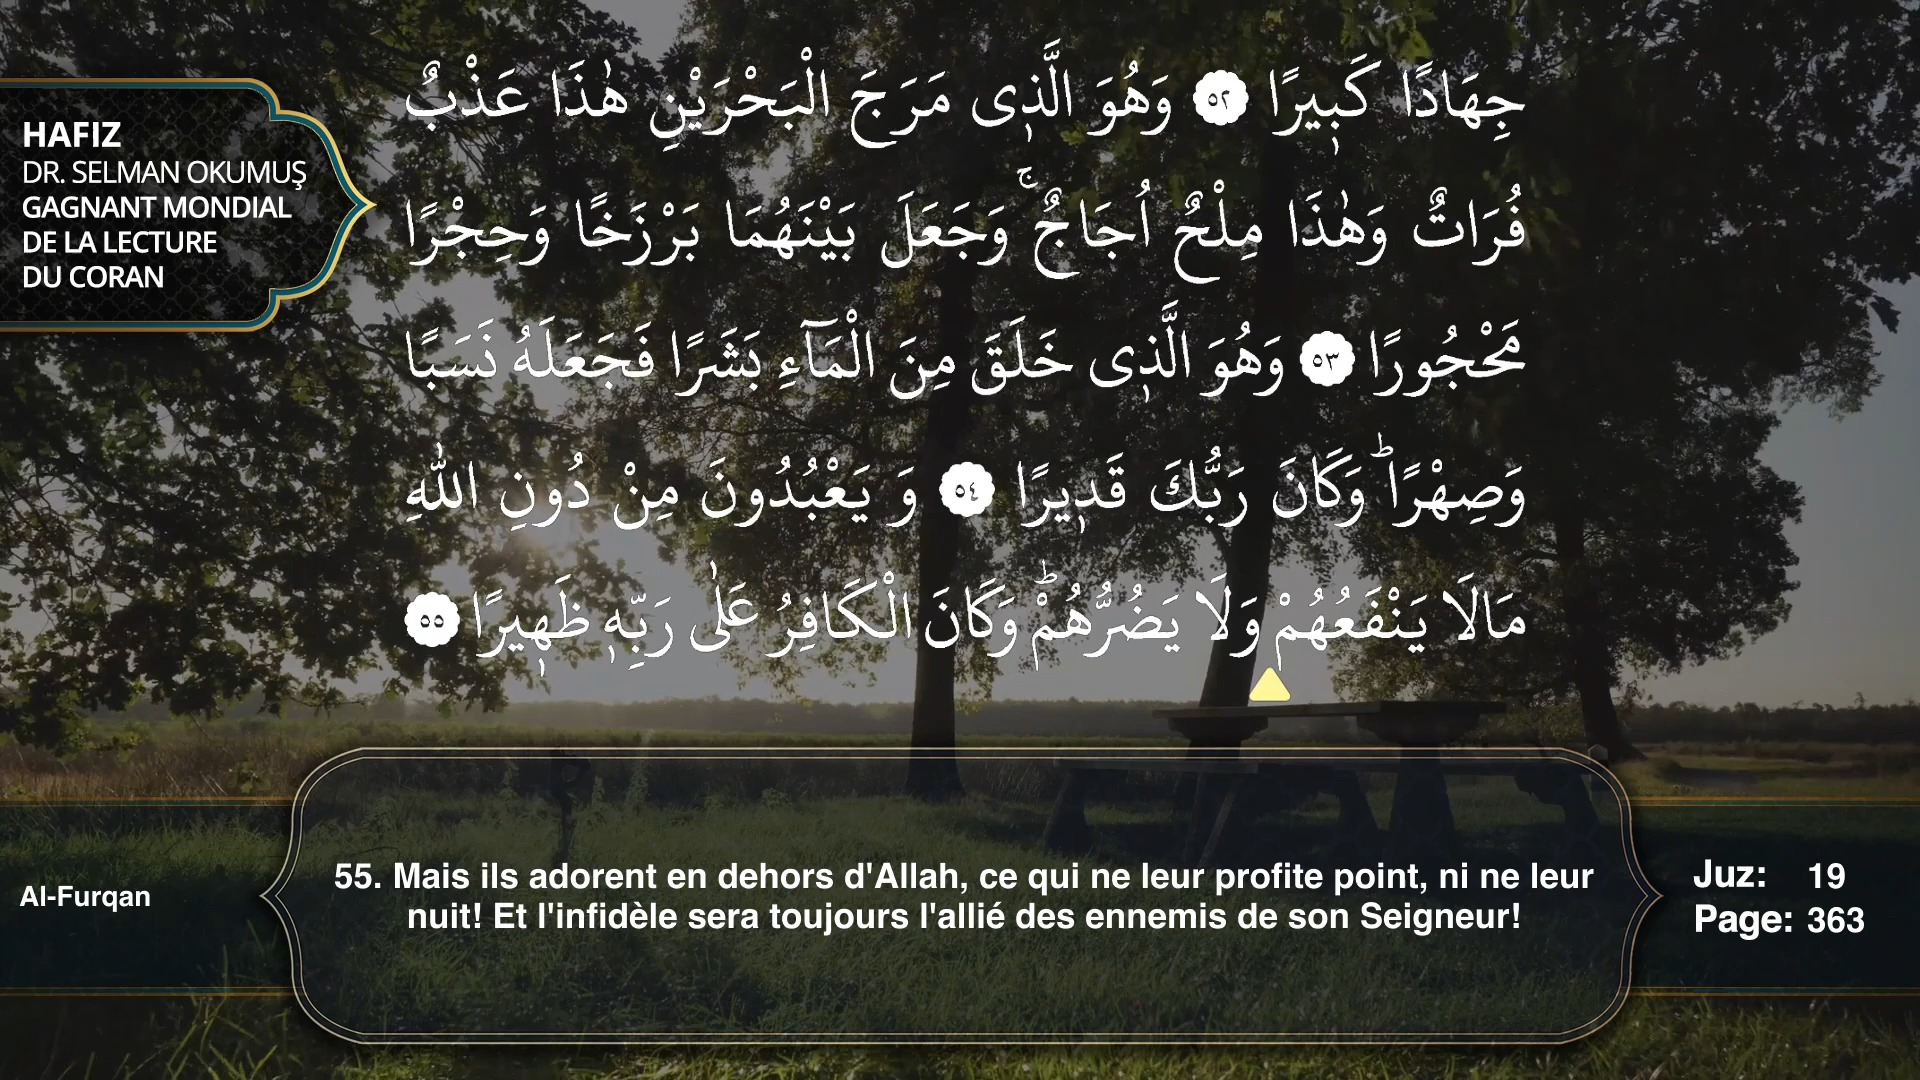 HAFIZ
DR. SELMAN OKUMUŞ
GAGNANT MONDIAL
DE LA LECTURE
DU CORAN
جِهَادًا كَبٖيرًا ﴿٥٢﴾ وَهُوَ الَّذٖى مَرَجَ الْبَحْرَيْنِ هٰذَا عَذْبٌ
فُرَاتٌ وَهٰذَا مِلْحٌ اُجَاجٌۚ وَجَعَلَ بَيْنَهُمَا بَرْزَخًا وَحِجْرًا
مَحْجُورًا ﴿٥٣﴾ وَهُوَ الَّذٖى خَلَقَ مِنَ الْمَٓاءِ بَشَرًا فَجَعَلَهُ نَسَبًا
وَصِهْرًاؕ وَكَانَ رَبُّكَ قَدٖيرًا ﴿٥٤﴾ وَ يَعْبُدُونَ مِنْ دُونِ اللّٰهِ
مَالَا يَنْفَعُهُمْ وَلَا يَضُرُّهُمْؕ وَكَانَ الْكَافِرُ عَلٰى رَبِّهٖ ظَهٖيرًا ﴿٥٥﴾
55. Mais ils adorent en dehors d'Allah, ce qui ne leur profite point, ni ne leur
nuit! Et l'infidèle sera toujours l'allié des ennemis de son Seigneur!
Al-Furqan
Juz: 19
Page: 363